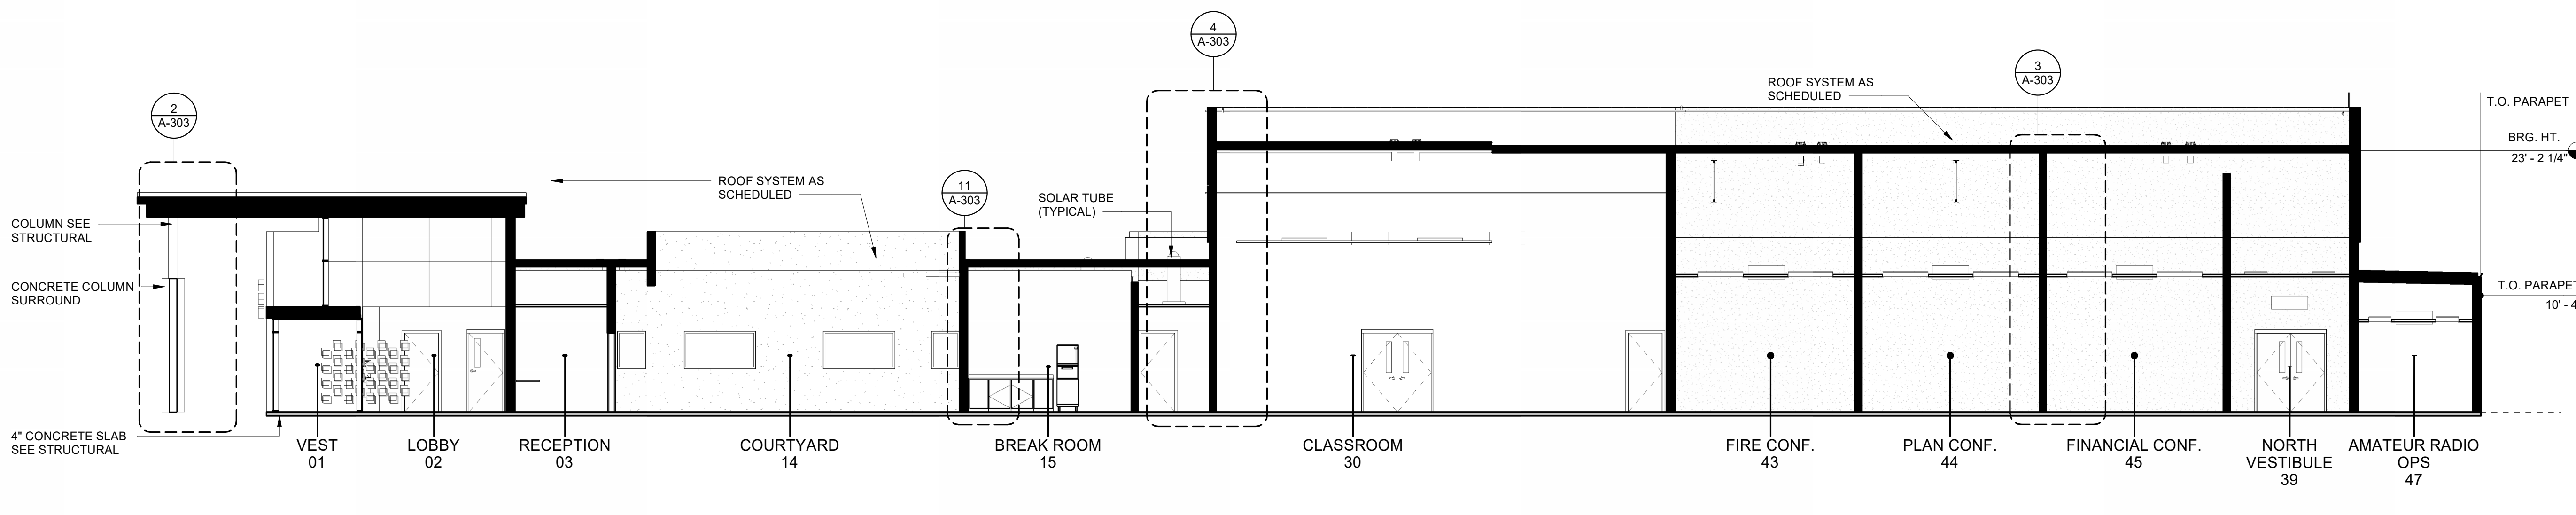 4
A-303
3
A-303
ROOF SYSTEM AS
SCHEDULED
T.O. PARAPET
2
A-303
BRG. HT.
23' - 2 1/4"
ROOF SYSTEM AS
SCHEDULED
11
A-303
SOLAR TUBE
(TYPICAL)
COLUMN SEE
STRUCTURAL
CONCRETE COLUMN
SURROUND
T.O. PARAPET
10' - 4
4" CONCRETE SLAB
SEE STRUCTURAL
VEST
01
LOBBY
02
RECEPTION
03
COURTYARD
14
BREAK ROOM
15
CLASSROOM
30
FIRE CONF.
43
PLAN CONF.
44
FINANCIAL CONF.
45
NORTH
VESTIBULE
39
AMATEUR RADIO
OPS
47